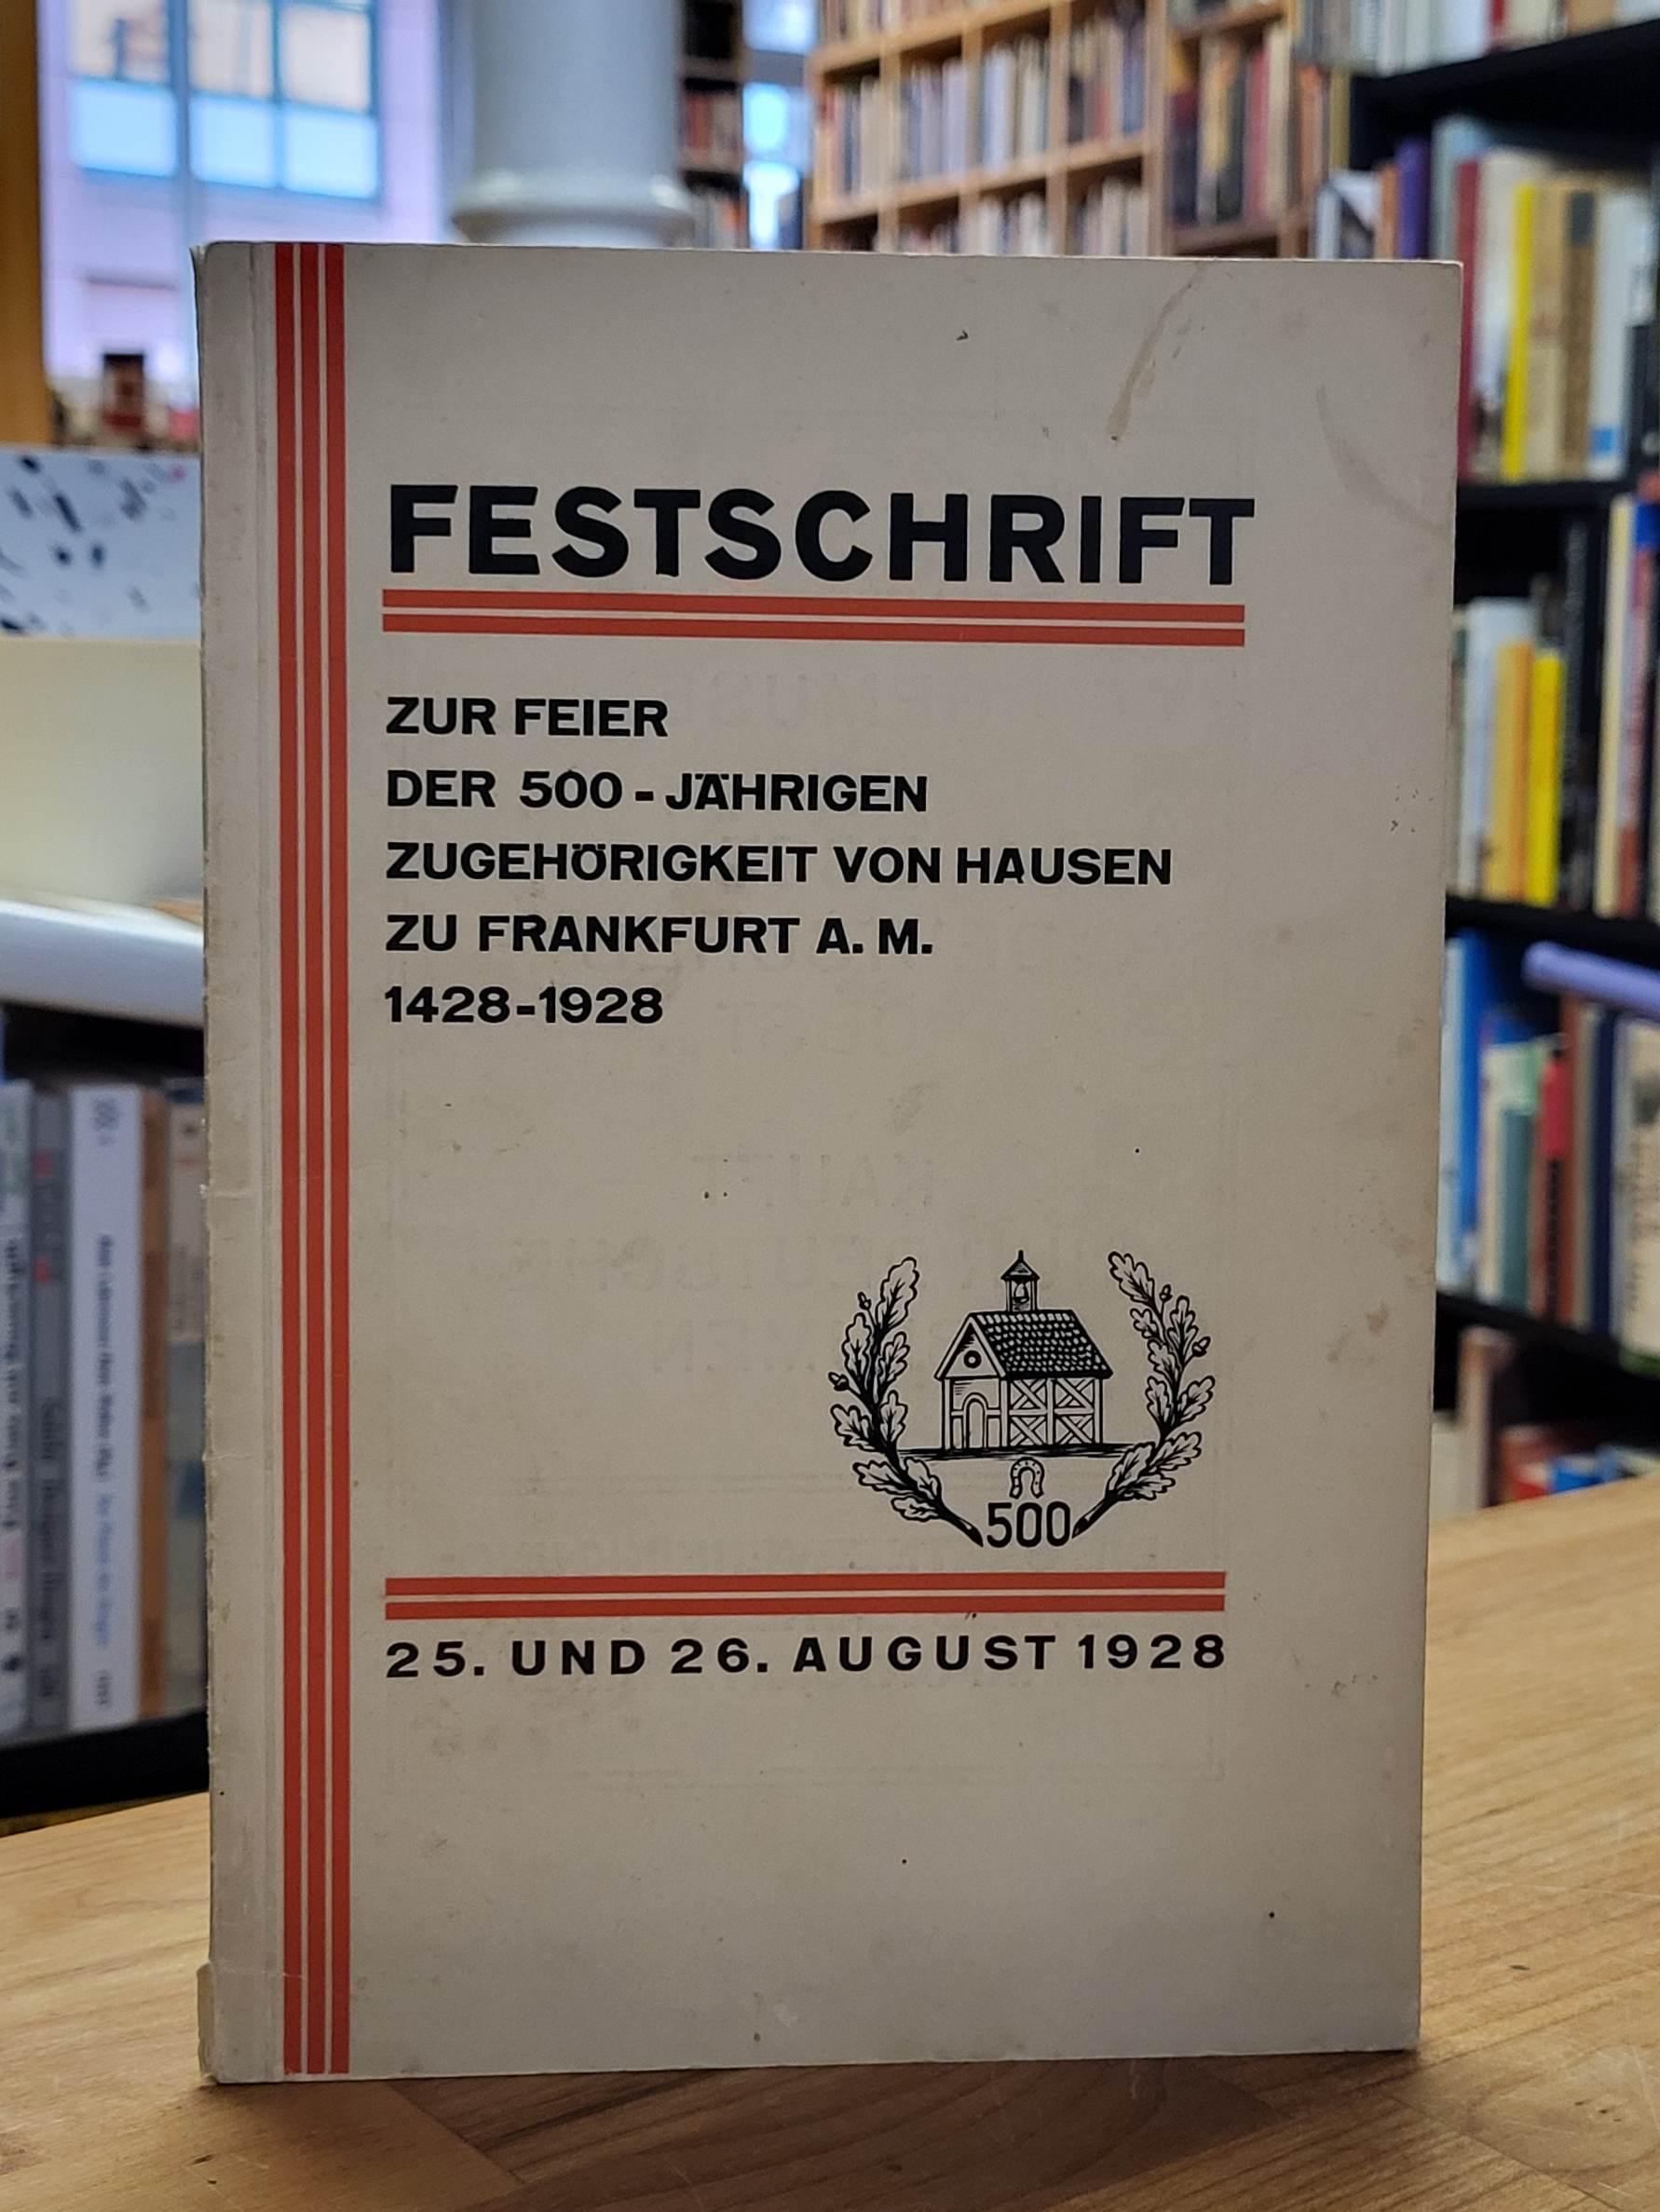 FESTSCHRIFT
ZUR FEIER
DER 500-JÄHRIGEN
ZUGEHÖRIGKEIT VON HAUSEN
ZU FRANKFURT A. M.
1428-1928
500
25. UND 26. AUGUST 1928